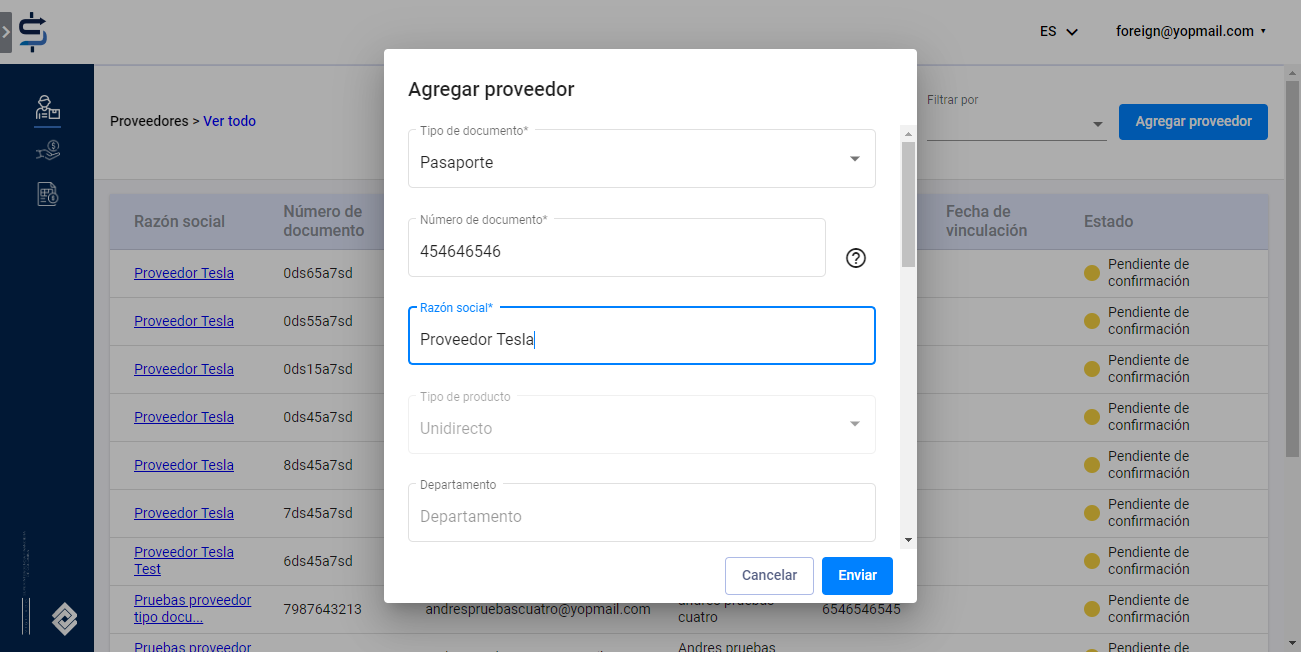 ES
foreign@yopmail.com
Proveedores > Ver todo
Filtrar por
Agregar proveedor
Razón social
Número de
documento
Fecha de
vinculación
Estado
Proveedor Tesla
0ds65a7sd
Pendiente de
confirmación
Proveedor Tesla
0ds55a7sd
Pendiente de
confirmación
Proveedor Tesla
0ds15a7sd
Pendiente de
confirmación
Proveedor Tesla
0ds45a7sd
Pendiente de
confirmación
Proveedor Tesla
8ds45a7sd
Pendiente de
confirmación
Proveedor Tesla
7ds45a7sd
Pendiente de
confirmación
Proveedor Tesla
Test
6ds45a7sd
Pendiente de
confirmación
Pruebas proveedor
tipo docu...
7987643213
andrespruebascuatro@yopmail.com
andres pruebas
cuatro
6546546545
Pendiente de
confirmación
Pruebas proveedor
Andres pruebas
Pendiente de
Agregar proveedor
Tipo de documento*
Pasaporte
Número de documento*
454646546
Razón social*
Proveedor Tesla
Tipo de producto
Unidirecto
Departamento
Departamento
Cancelar
Enviar